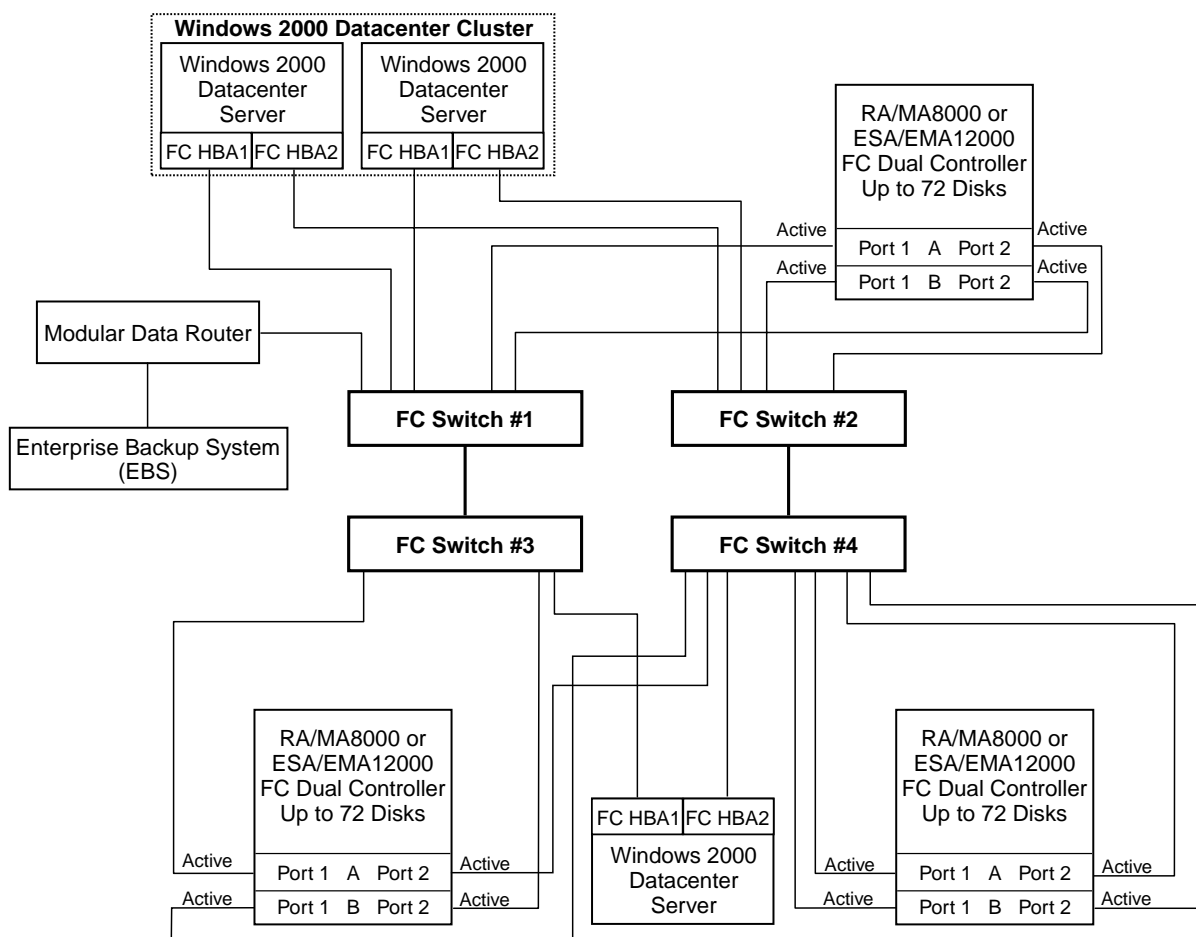 Windows 2000 Datacenter Cluster
Windows 2000
Datacenter
Server
FC HBA1
FC HBA2
Windows 2000
Datacenter
Server
FC HBA1
FC HBA2
RA/MA8000 or
ESA/EMA12000
FC Dual Controller
Up to 72 Disks
Active
Port 1 A Port 2
Active
Active
Port 1 B Port 2
Active
Modular Data Router
Enterprise Backup System
(EBS)
FC Switch #1
FC Switch #2
FC Switch #3
FC Switch #4
RA/MA8000 or
ESA/EMA12000
FC Dual Controller
Up to 72 Disks
Active
Port 1 A Port 2
Active
Active
Port 1 B Port 2
Active
FC HBA1
FC HBA2
Windows 2000
Datacenter
Server
RA/MA8000 or
ESA/EMA12000
FC Dual Controller
Up to 72 Disks
Active
Port 1 A Port 2
Active
Active
Port 1 B Port 2
Active